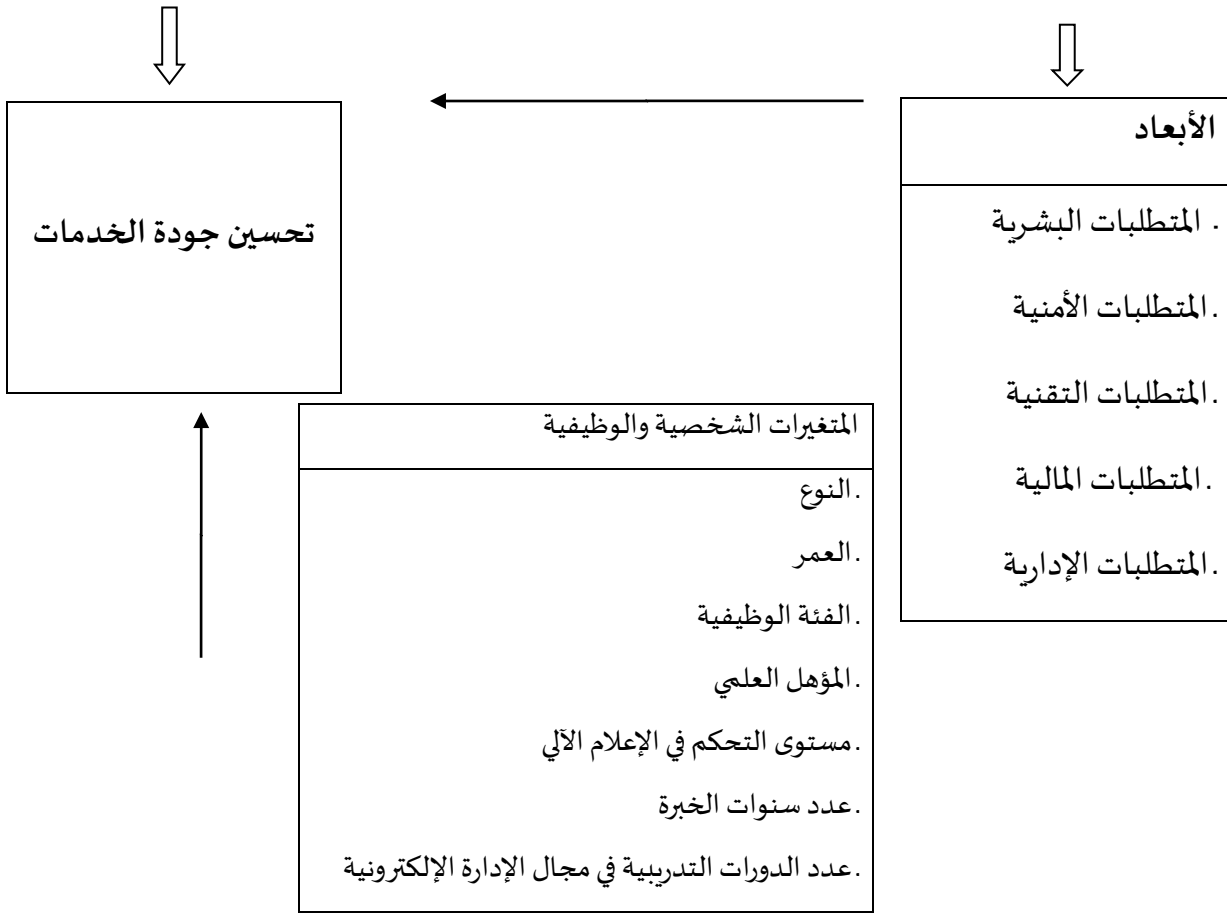 الأبعاد
. المتطلبات البشرية
.المتطلبات الأمنية
.المتطلبات التقنية
.المتطلبات المالية
.المتطلبات الإدارية
تحسين جودة الخدمات
المتغيرات الشخصية والوظيفية
.النوع
.العمر
.الفئة الوظيفية
.المؤهل العلمي
.مستوى التحكم في الإعلام الآلي
.عدد سنوات الخبرة
.عدد الدورات التدريبية في مجال الإدارة الإلكترونية